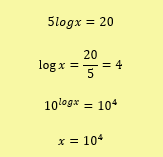 5logx = 20
log x = 20/5 = 4
10^logx = 10^4
x = 10^4